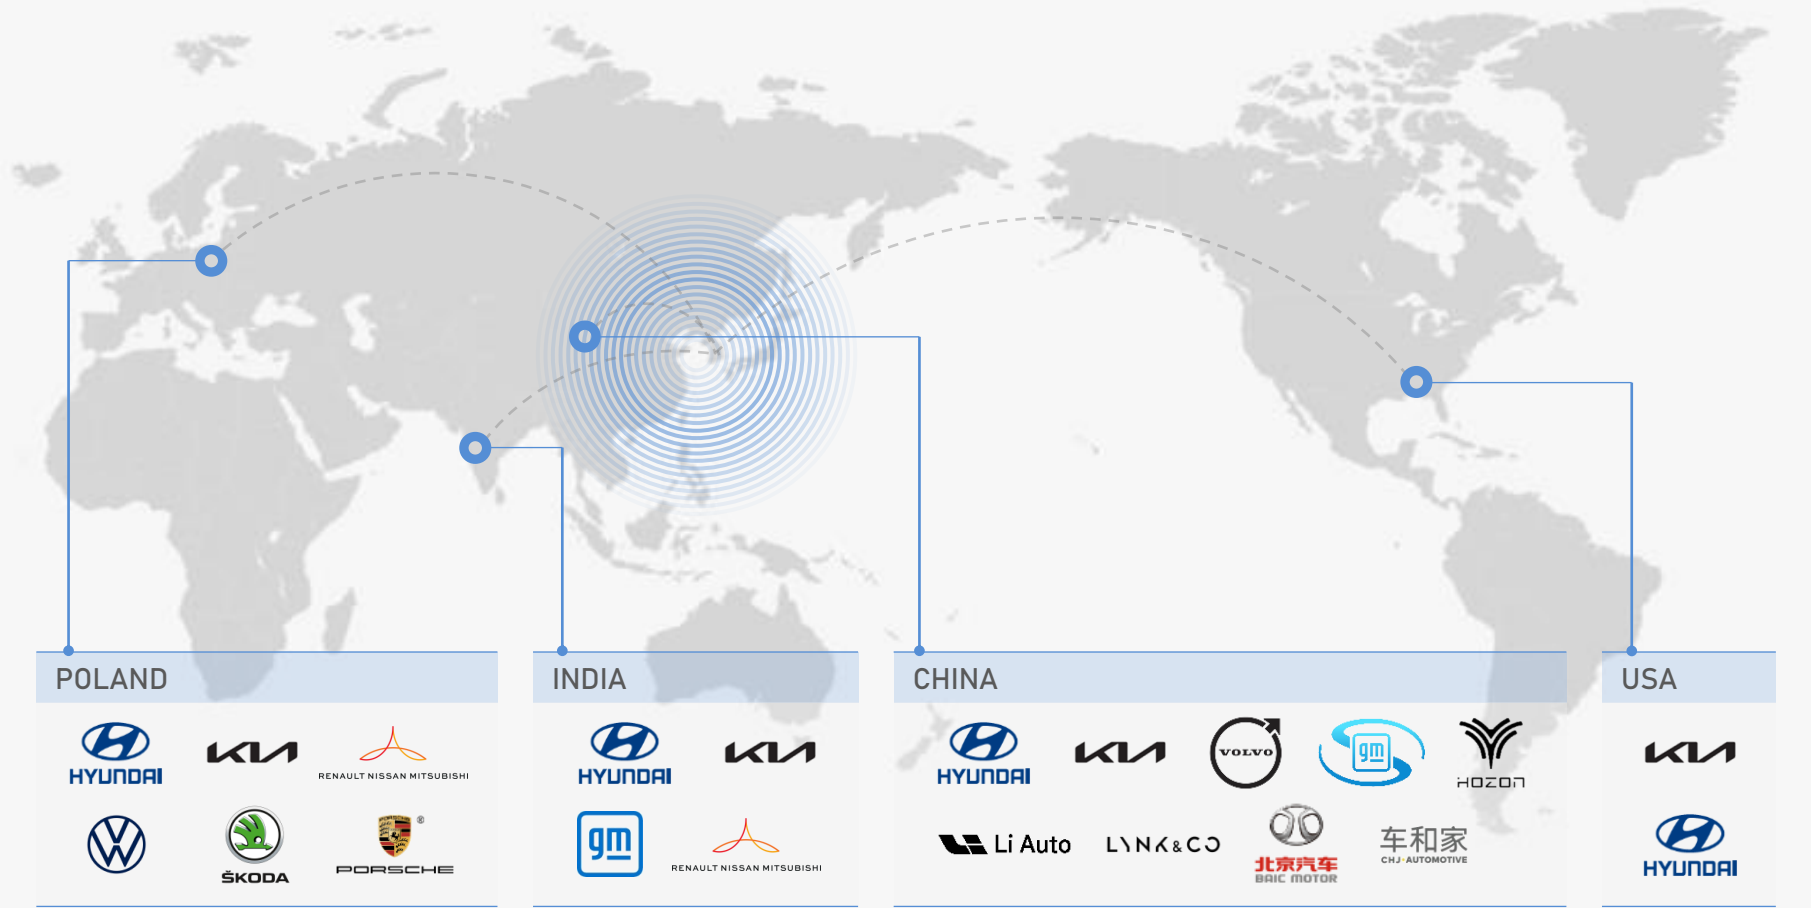 POLAND
HYUNDAI
KIA
RENAULT NISSAN MITSUBISHI
ŠKODA
®
PORSCHE
INDIA
HYUNDAI
KIA
gm
RENAULT NISSAN MITSUBISHI
CHINA
HYUNDAI
KIA
VOLVO
gm
HOZON
Li Auto
LYNK&CO
北京汽车
BAIC MOTOR
车和家
CHJ·AUTOMOTIVE
USA
KIA
HYUNDAI